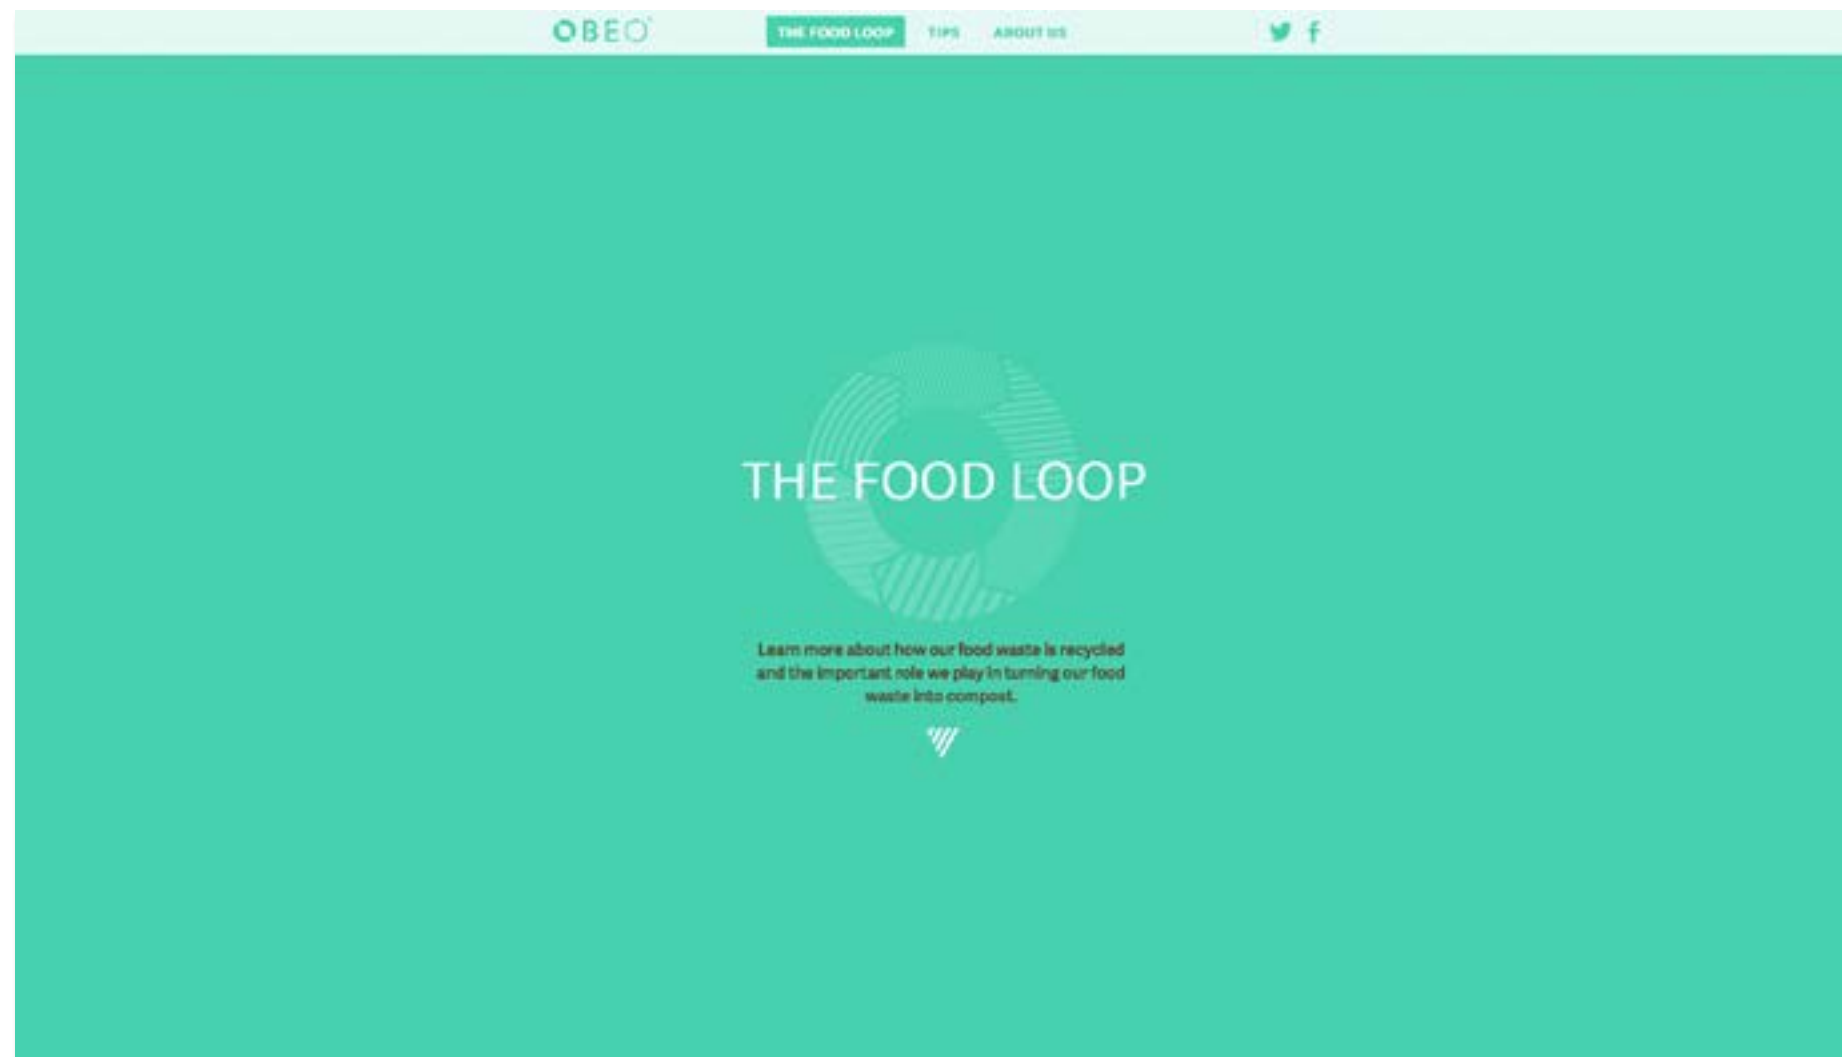 OBEO
THE FOOD LOOP
TIPS
ABOUT US
THE FOOD LOOP
Learn more about how our food waste is recycled
and the important role we play in turning our food
waste into compost.